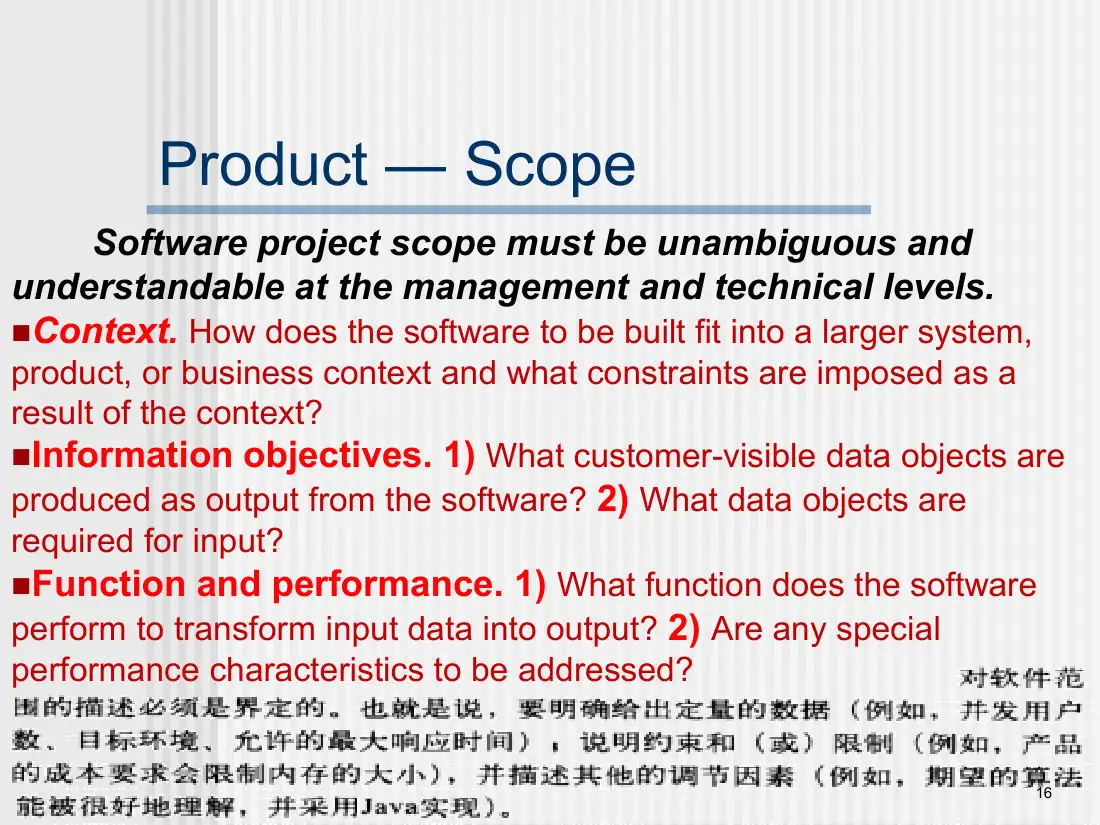 Product — Scope
Software project scope must be unambiguous and
understandable at the management and technical levels.
■Context. How does the software to be built fit into a larger system,
product, or business context and what constraints are imposed as a
result of the context?
■Information objectives. 1) What customer-visible data objects are
produced as output from the software? 2) What data objects are
required for input?
■Function and performance. 1) What function does the software
perform to transform input data into output? 2) Are any special
performance characteristics to be addressed?
对软件范
围的描述必须是界定的。也就是说，要明确给出定量的数据（例如，并发用户
数、目标环境、允许的最大响应时间）；说明约束和（或）限制（例如，产品
的成本要求会限制内存的大小），并描述其他的调节因素（例如，期望的算法
能被很好地理解，并采用Java实现）。
16